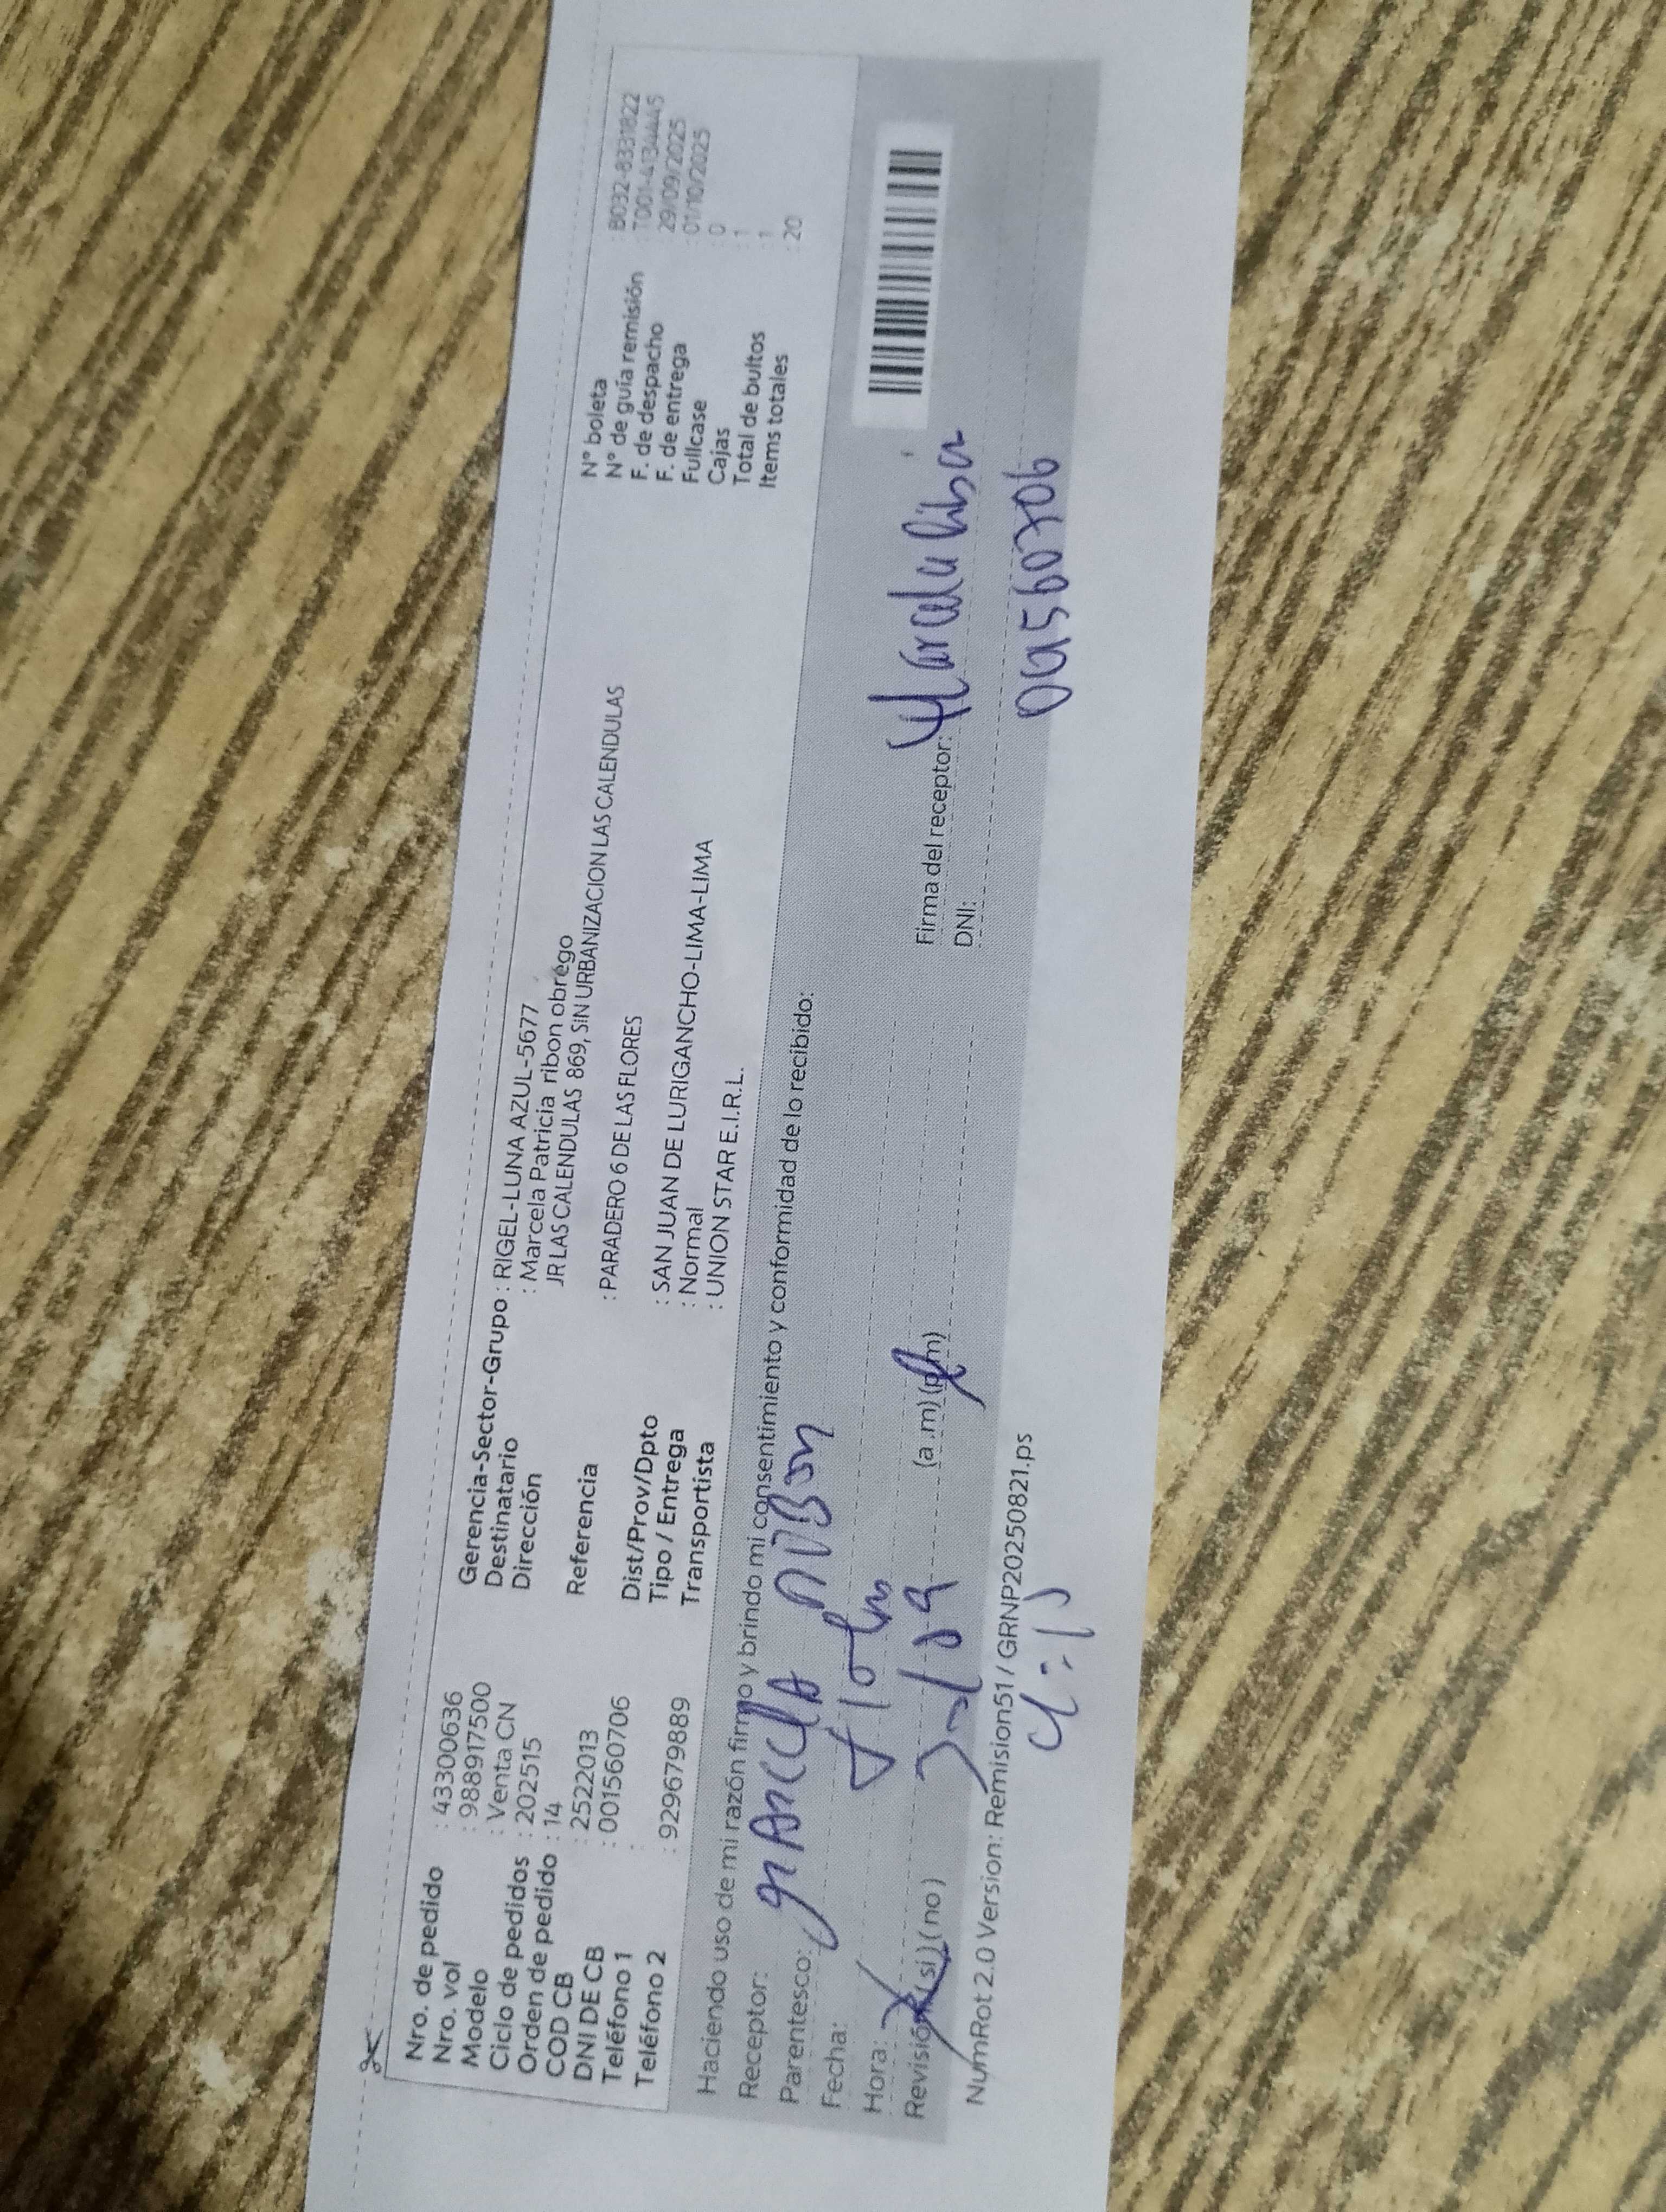 Nro. de pedido : 43300636
Nro. vol : 988917500
Modelo : Venta CN
Ciclo de pedidos : 202515
Orden de pedido : 14
COD CB : 2522013
DNI DE CB : 001560706
Teléfono 1 :
Teléfono 2 : 929679889
Gerencia-Sector-Grupo : RIGEL-LUNA AZUL-5677
Destinatario : Marcela Patricia ribon obrego
Dirección JR LAS CALENDULAS 869, SIN URBANIZACION LAS CALENDULAS
Referencia : PARADERO 6 DE LAS FLORES
Dist/Prov/Dpto : SAN JUAN DE LURIGANCHO-LIMA-LIMA
Tipo / Entrega : Normal
Transportista : UNION STAR E.I.R.L.
N° boleta : B032-8331822
N° de guía remisión : T001-4134445
F. de despacho : 29/09/2025
F. de entrega : 01/10/2025
Fullcase : 0
Cajas : 1
Total de bultos : 1
Items totales : 20
Haciendo uso de mi razón firmo y brindo mi consentimiento y conformidad de lo recibido:
Receptor:
Parentesco:
Fecha:
Hora: (a .m) (p.m)
Revisión (si) (no)
Firma del receptor: Marcela
DNI: 001560706
NumRot 2.0 Version: Remision51 / GRNP20250821.ps